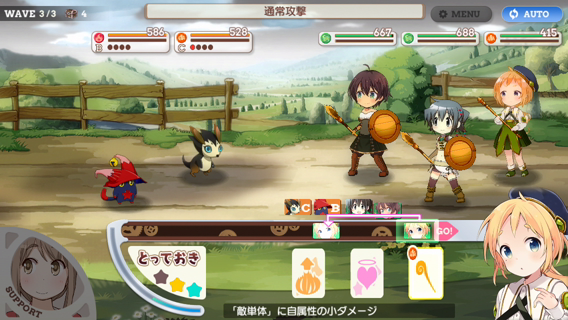 WAVE 3/3 4
通常攻撃
MENU
AUTO
586
B
528
C
667
688
415
C B
GO!
とっておき
SUPPORT
「敵単体」に自属性の小ダメージ